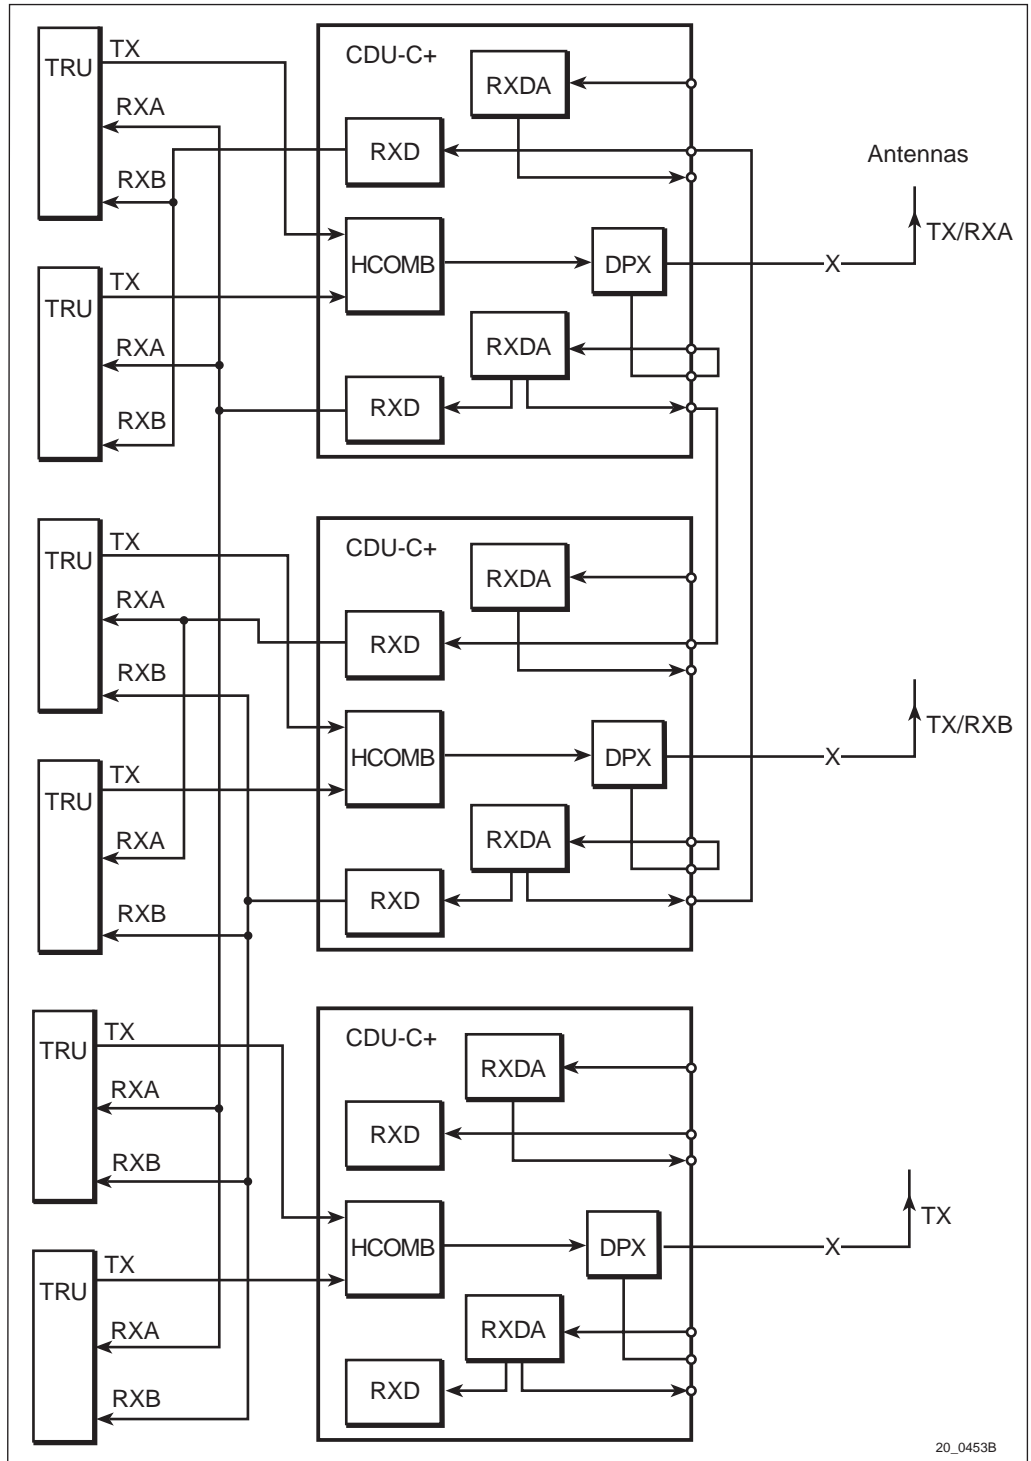 TRU
TX
RXA
RXB
CDU-C+
RXDA
RXD
HCOMB
DPX
RXDA
RXD
Antennas
X
TX/RXA
TRU
TX
RXA
RXB
TRU
TX
RXA
RXB
CDU-C+
RXDA
RXD
HCOMB
DPX
RXDA
RXD
X
TX/RXB
TRU
TX
RXA
RXB
TRU
TX
RXA
RXB
CDU-C+
RXDA
RXD
HCOMB
DPX
RXDA
RXD
X
TX
TRU
TX
RXA
RXB
20_0453B